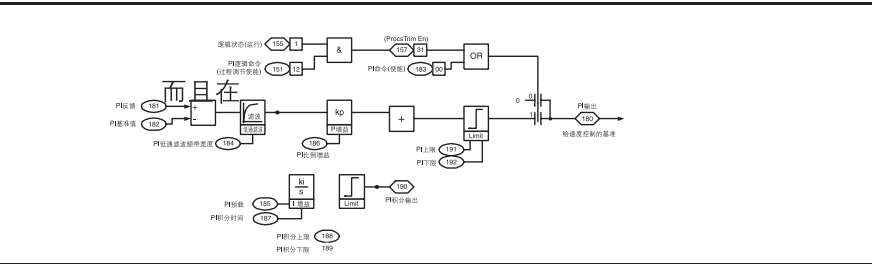 (ProcsTrim En)
逻辑状态(运行) 155 1 & 157 31 OR
PI逻辑命令
(过程调节使能) 151 12
PI命令(使能) 183 00
0 0
PI反馈 181 +
PI基准值 182 -
滤波
低通滤波
PI低通滤波频带宽度 184
kp
P增益
186
PI比例增益
+
Limit
PI上限 191
PI下限 192
1
PI输出
180
给速度控制的基准
ki
s
I 增益
PI预载 185
PI积分时间 187
Limit
190
PI积分输出
PI积分上限 188
PI积分下限 189